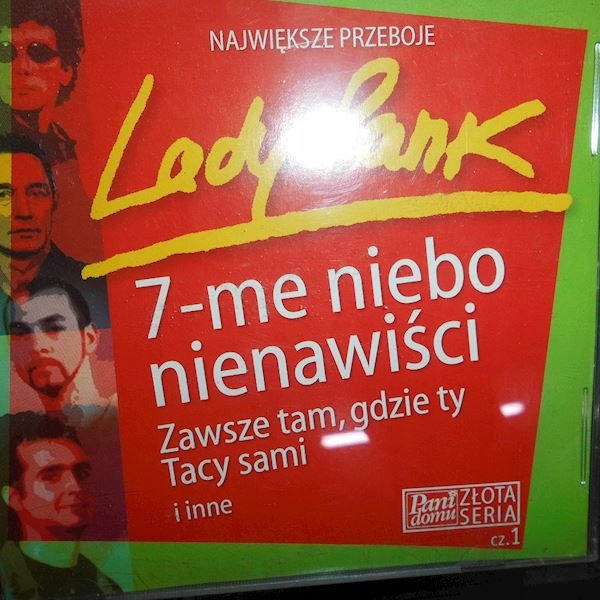 NAJWIĘKSZE PRZEBOJE
Lady Pank
7-me niebo
nienawiści
Zawsze tam, gdzie ty
Tacy sami
i inne
Pani domu
ZŁOTA SERIA
cz.1